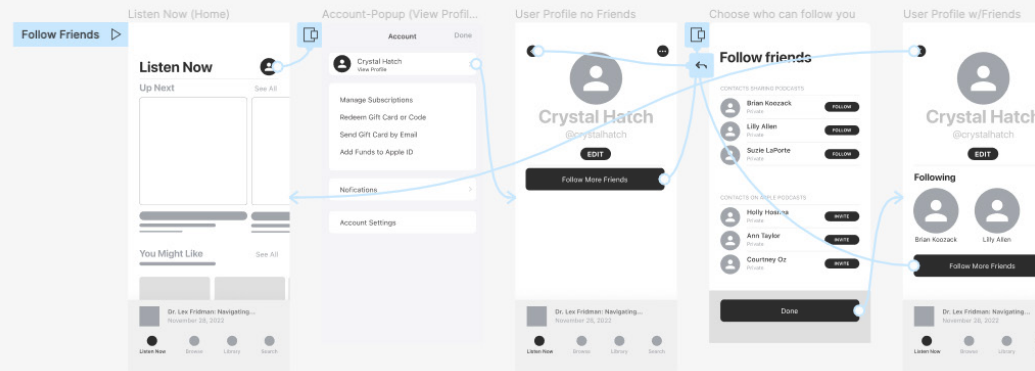 Listen Now (Home)
Account-Popup (View Profil...
User Profile no Friends
Choose who can follow you
User Profile w/Friends
Follow Friends
Listen Now
Up Next
See All
You Might Like
See All
Dr. Lex Fridman: Navigating...
November 28, 2022
Listen Now
Browse
Library
Search
Account
Done
Crystal Hatch
View Profile
Manage Subscriptions
Redeem Gift Card or Code
Send Gift Card by Email
Add Funds to Apple ID
Nofications
Account Settings
Crystal Hatch
@crystalhatch
EDIT
Follow More Friends
Dr. Lex Fridman: Navigating...
November 28, 2022
Listen Now
Browse
Library
Search
Follow friends
CONTACTS SHARING PODCASTS
Brian Koozack
Private
FOLLOW
Lilly Allen
Private
FOLLOW
Suzie LaPorte
Private
FOLLOW
CONTACTS ON APPLE PODCASTS
Holly
Private
INVITE
Ann Taylor
Private
INVITE
Courtney Oz
Private
INVITE
Done
Crystal Hatch
@crystalhatch
EDIT
Following
Brian Koozack
Lilly Allen
Follow More Friends
Dr. Lex Fridman: Navigating...
November 28, 2022
Listen Now
Browse
Library